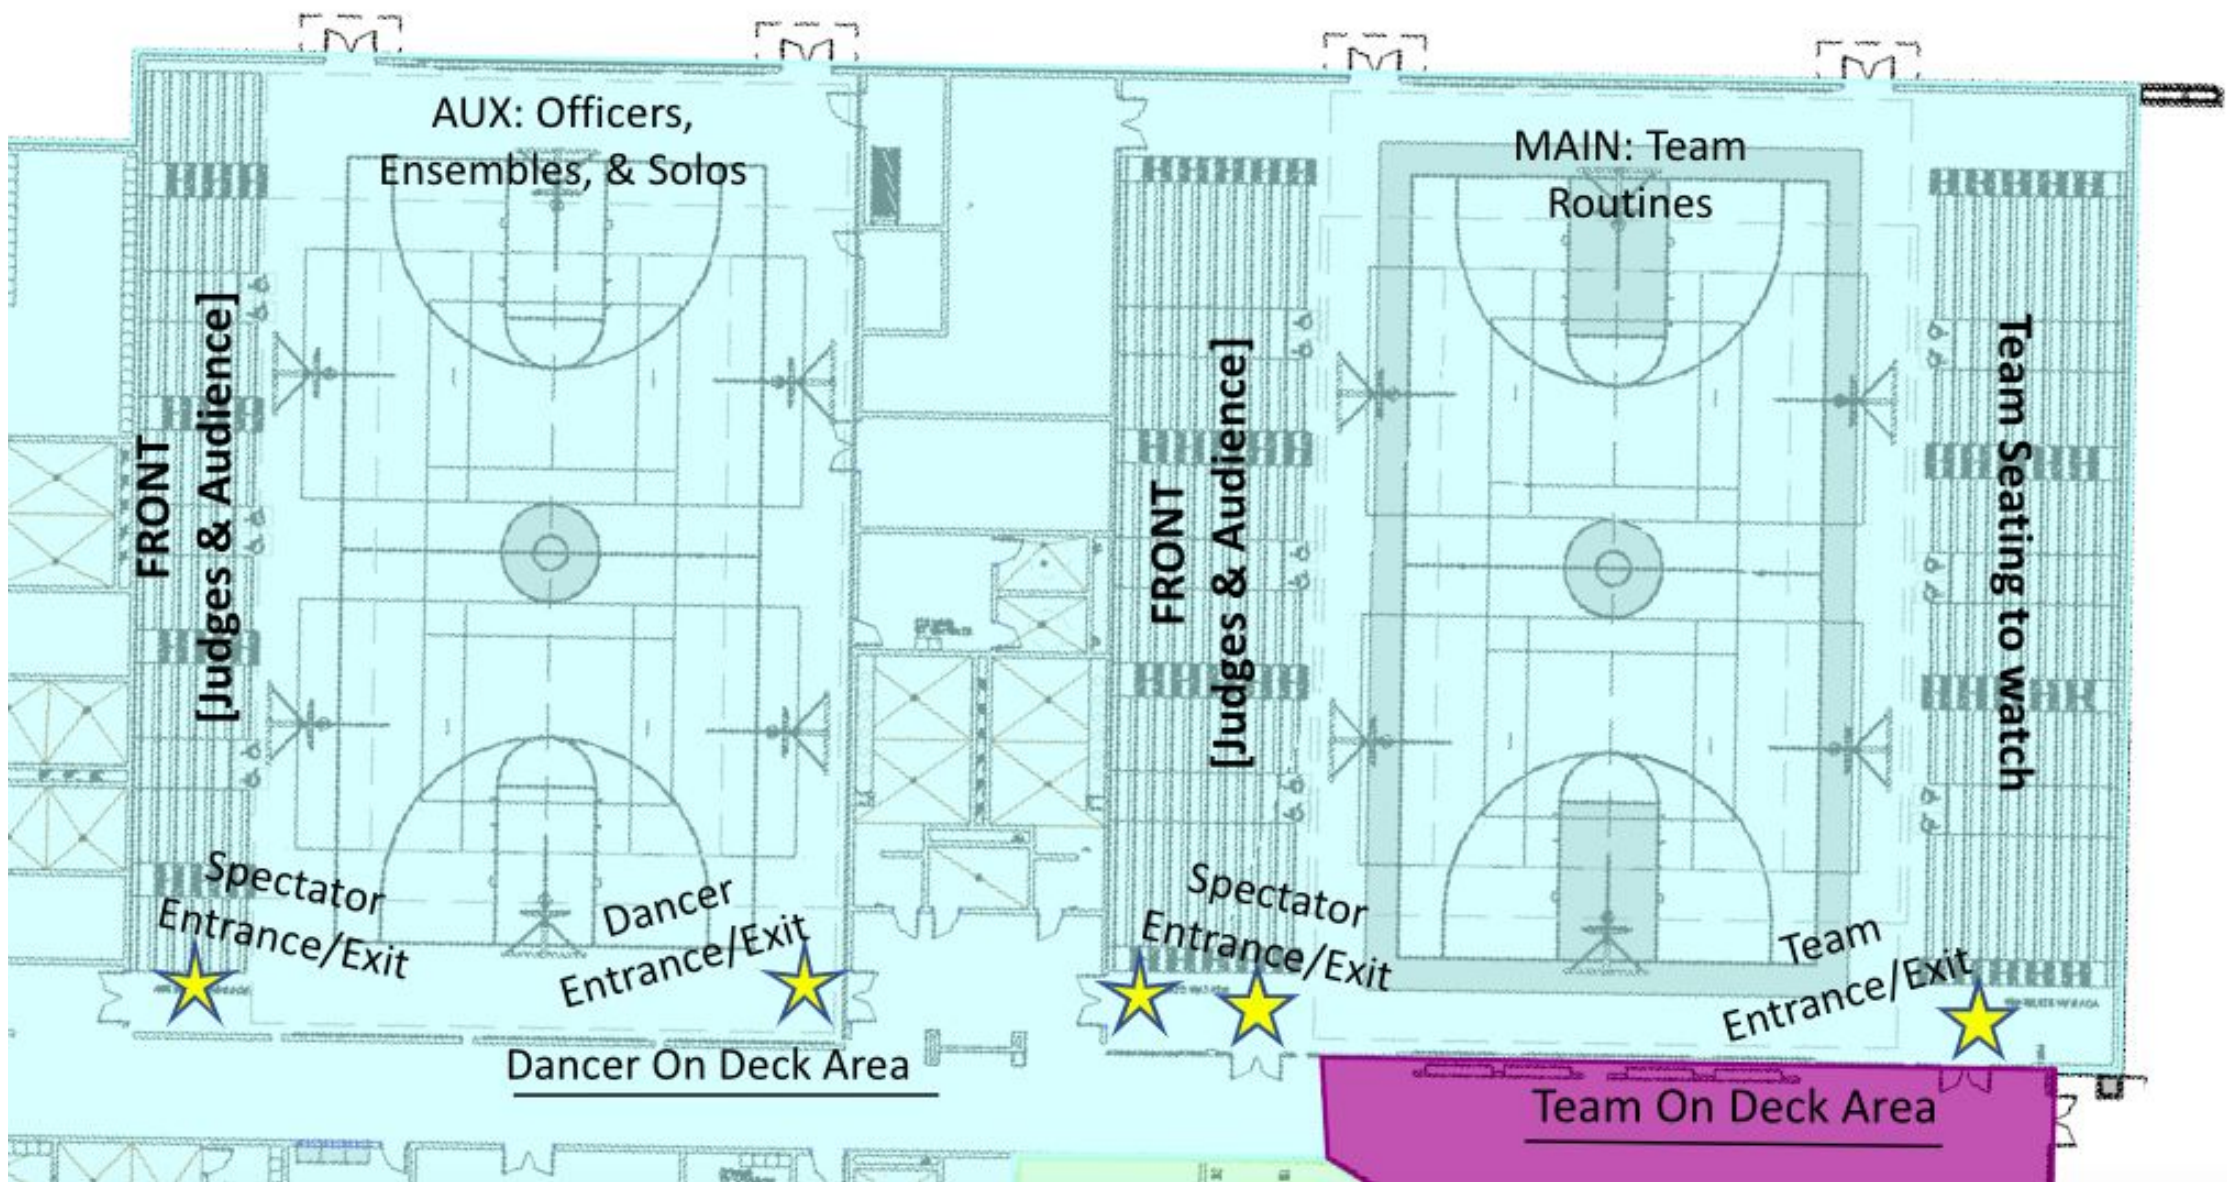 AUX: Officers,
Ensembles, & Solos
MAIN: Team
Routines
FRONT
[Judges & Audience]
FRONT
[Judges & Audience]
Team Seating to watch
Spectator
Entrance/Exit
Dancer
Entrance/Exit
Spectator
Entrance/Exit
Team
Entrance/Exit
Dancer On Deck Area
Team On Deck Area